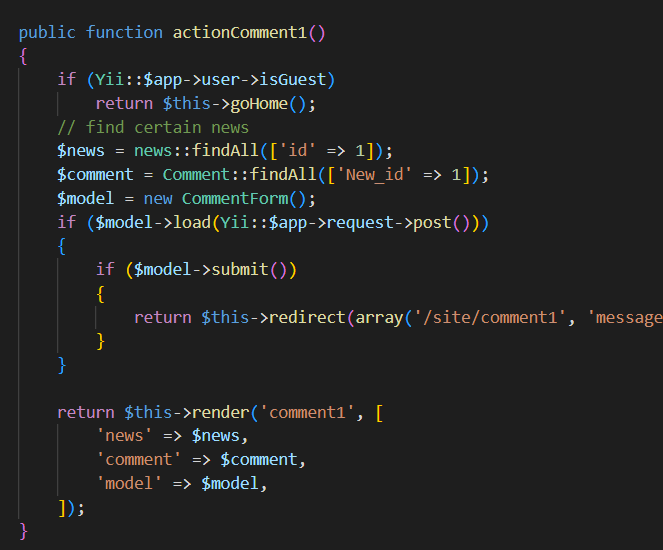 public function actionComment1()
{
    if (Yii::$app->user->isGuest)
        return $this->goHome();
    // find certain news
    $news = news::findAll(['id' => 1]);
    $comment = Comment::findAll(['New_id' => 1]);
    $model = new CommentForm();
    if ($model->load(Yii::$app->request->post()))
    {
        if ($model->submit())
        {
            return $this->redirect(array('/site/comment1', 'message
        }
    }

    return $this->render('comment1', [
        'news' => $news,
        'comment' => $comment,
        'model' => $model,
    ]);
}